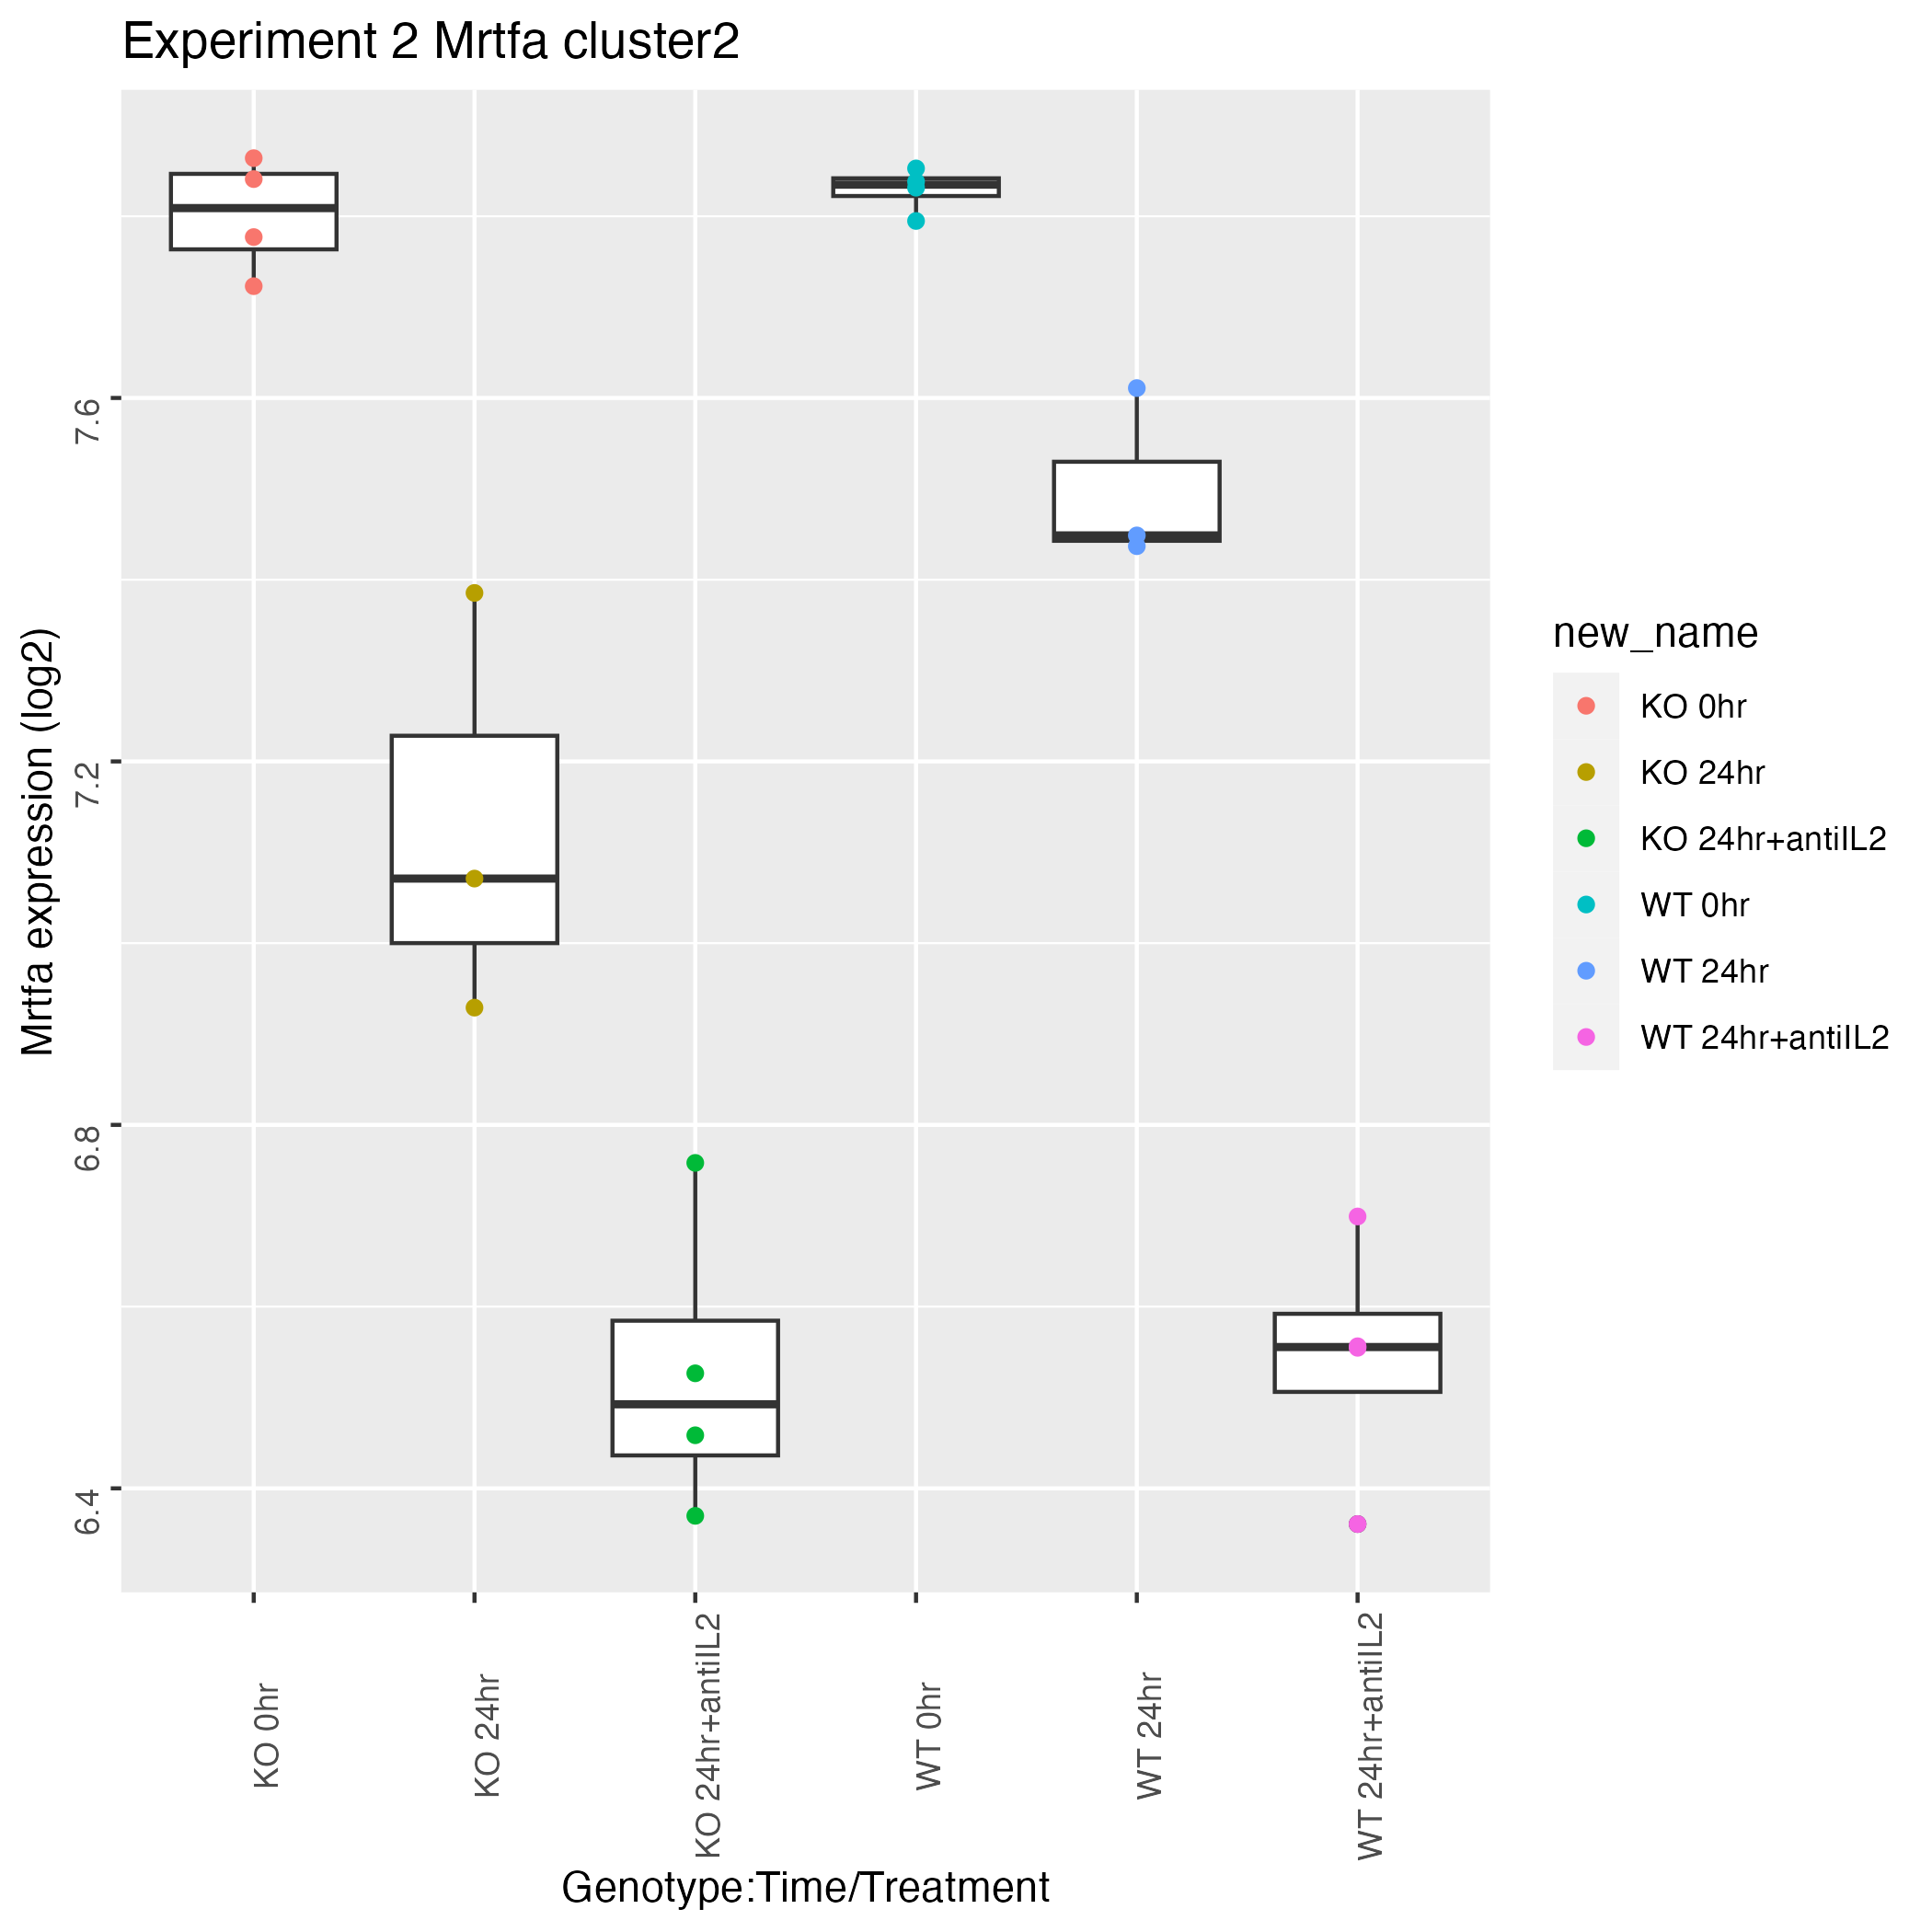 Experiment 2 Mrtfa cluster2
Mrtfa expression (log2)
7.6
7.2
6.8
6.4
KO 0hr
KO 24hr
KO 24hr+antiIL2
WT 0hr
WT 24hr
WT 24hr+antiIL2
Genotype:Time/Treatment
new_name
KO 0hr
KO 24hr
KO 24hr+antiIL2
WT 0hr
WT 24hr
WT 24hr+antiIL2